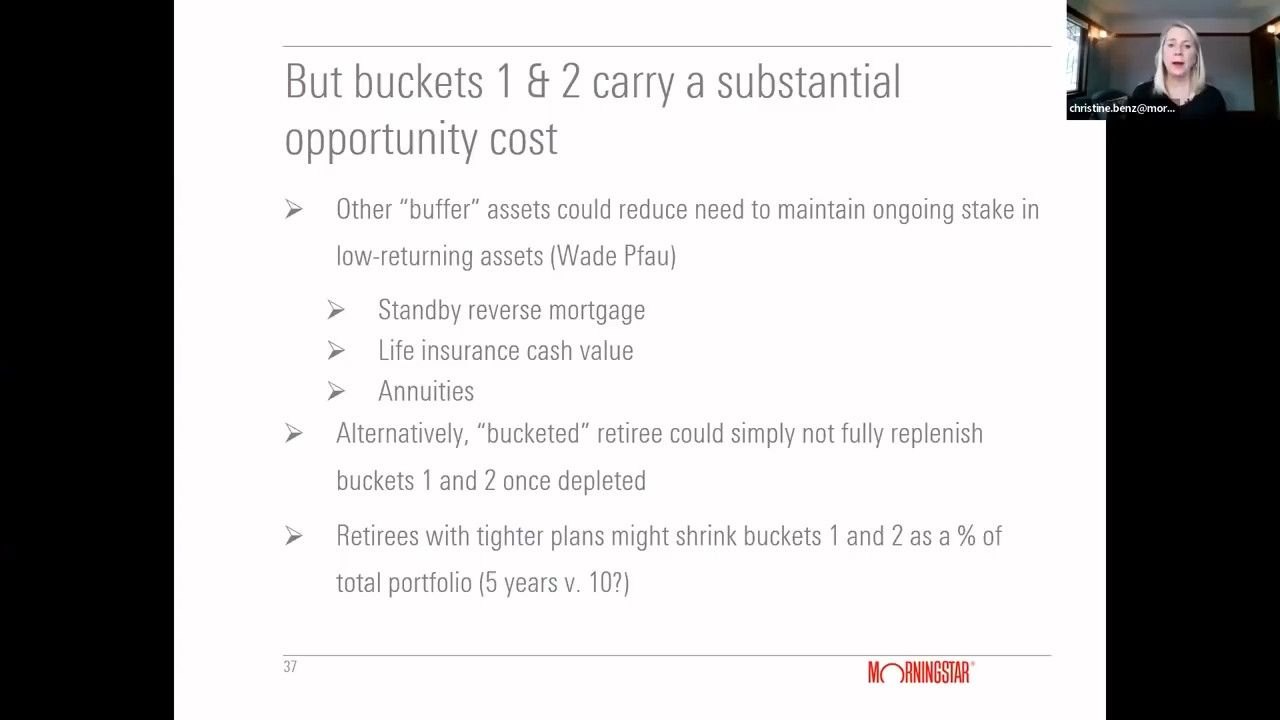 But buckets 1 & 2 carry a substantial
opportunity cost
christine.benz@mor...
➢ Other “buffer” assets could reduce need to maintain ongoing stake in
low-returning assets (Wade Pfau)
➢ Standby reverse mortgage
➢ Life insurance cash value
➢ Annuities
➢ Alternatively, “bucketed” retiree could simply not fully replenish
buckets 1 and 2 once depleted
➢ Retirees with tighter plans might shrink buckets 1 and 2 as a % of
total portfolio (5 years v. 10?)
37
MORNINGSTAR®